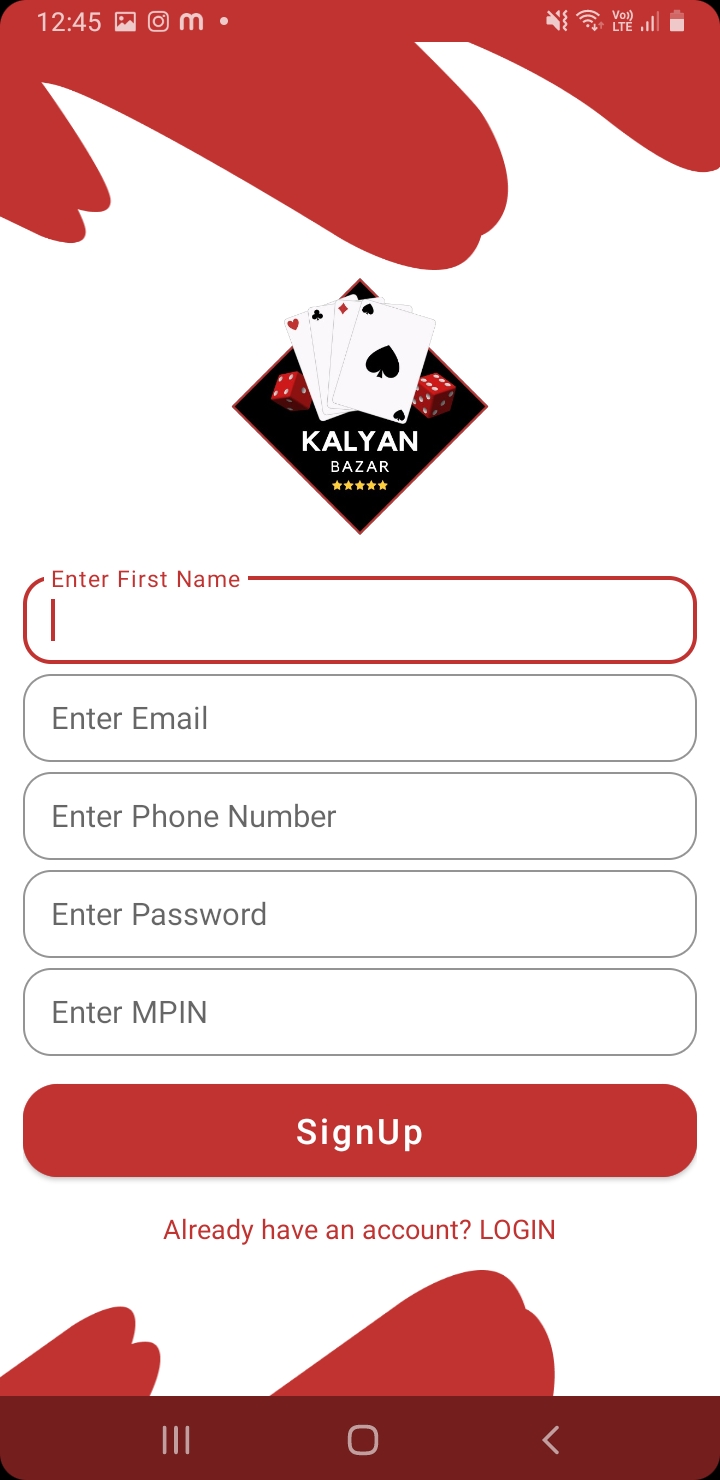 12:45
Vo))
LTE
KALYAN
BAZAR
Enter First Name
Enter Email
Enter Phone Number
Enter Password
Enter MPIN
SignUp
Already have an account? LOGIN